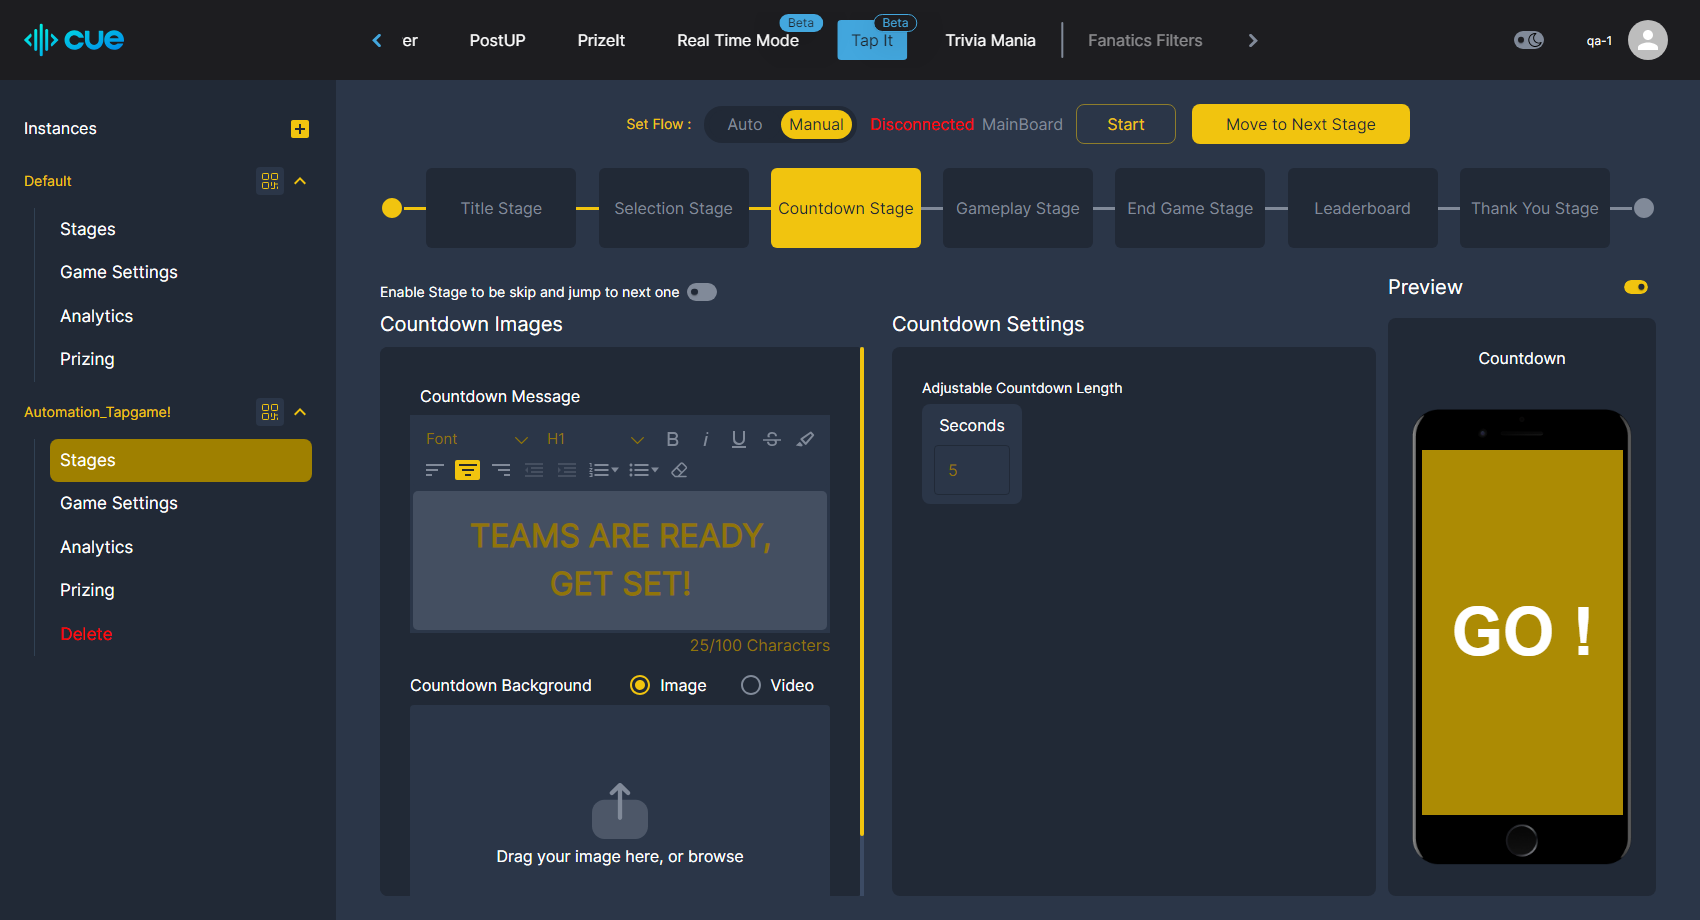 cue
er
PostUP
PrizeIt
Real Time Mode
Beta
Tap It
Beta
Trivia Mania
Fanatics Filters
qa-1
Instances
Default
Stages
Game Settings
Analytics
Prizing
Automation_Tapgame!
Stages
Game Settings
Analytics
Prizing
Delete
Set Flow :
Auto
Manual
Disconnected MainBoard
Start
Move to Next Stage
Title Stage
Selection Stage
Countdown Stage
Gameplay Stage
End Game Stage
Leaderboard
Thank You Stage
Enable Stage to be skip and jump to next one
Countdown Images
Countdown Message
Font
H1
B
i
U
S
TEAMS ARE READY,
GET SET!
25/100 Characters
Countdown Background
Image
Video
Drag your image here, or browse
Countdown Settings
Adjustable Countdown Length
Seconds
5
Preview
Countdown
GO !